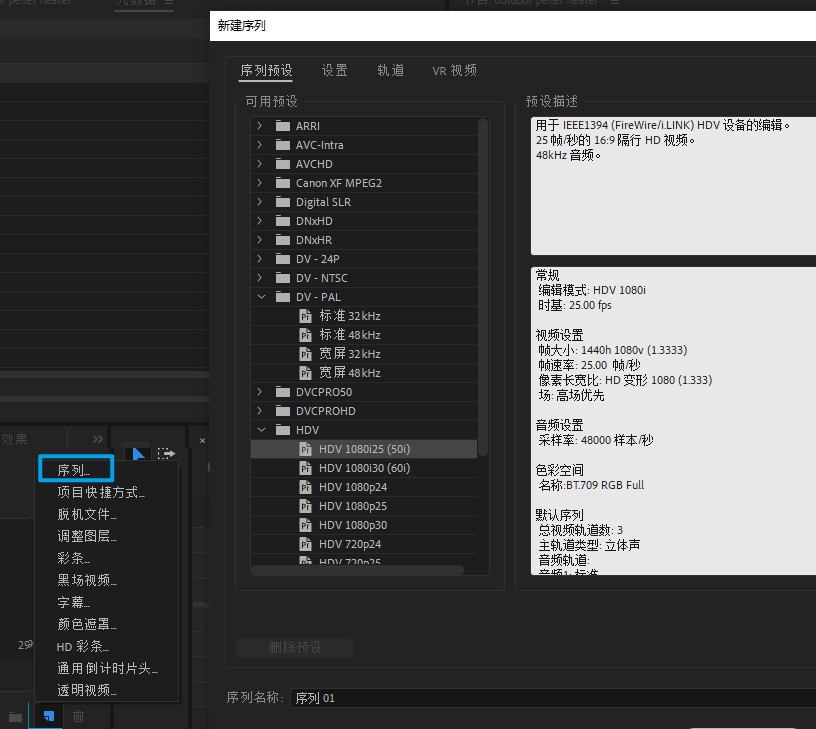 or pellet heater
元数据
新建序列
序列预设
设置
轨道
VR 视频
可用预设
ARRI
AVC-Intra
AVCHD
Canon XF MPEG2
Digital SLR
DNxHD
DNxHR
DV - 24P
DV - NTSC
DV - PAL
标准 32kHz
标准 48kHz
宽屏 32kHz
宽屏 48kHz
DVCPRO50
DVCPROHD
HDV
HDV 1080i25 (50i)
HDV 1080i30 (60i)
HDV 1080p24
HDV 1080p25
HDV 1080p30
HDV 720p24
HDV 720p25
删除预设
预设描述
用于 IEEE1394 (FireWire/i.LINK) HDV 设备的编辑。
25 帧/秒的 16:9 隔行 HD 视频。
48kHz 音频。
常规
编辑模式: HDV 1080i
时基: 25.00 fps
视频设置
帧大小: 1440h 1080v (1.3333)
帧速率: 25.00 帧/秒
像素长宽比: HD 变形 1080 (1.333)
场: 高场优先
音频设置
采样率: 48000 样本/秒
色彩空间
名称:BT.709 RGB Full
默认序列
总视频轨道数: 3
主轨道类型: 立体声
音频轨道:
音频1: 标准
序列名称:
序列 01
效果
序列...
项目快捷方式...
脱机文件...
调整图层...
彩条...
黑场视频...
字幕...
颜色遮罩...
HD 彩条...
通用倒计时片头...
透明视频...